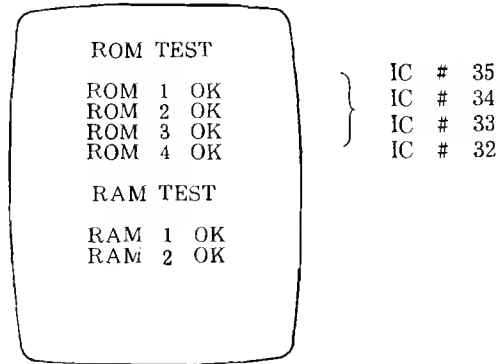 ROM TEST
ROM 1 OK
ROM 2 OK
ROM 3 OK
ROM 4 OK
RAM TEST
RAM 1 OK
RAM 2 OK
IC # 35
IC # 34
IC # 33
IC # 32